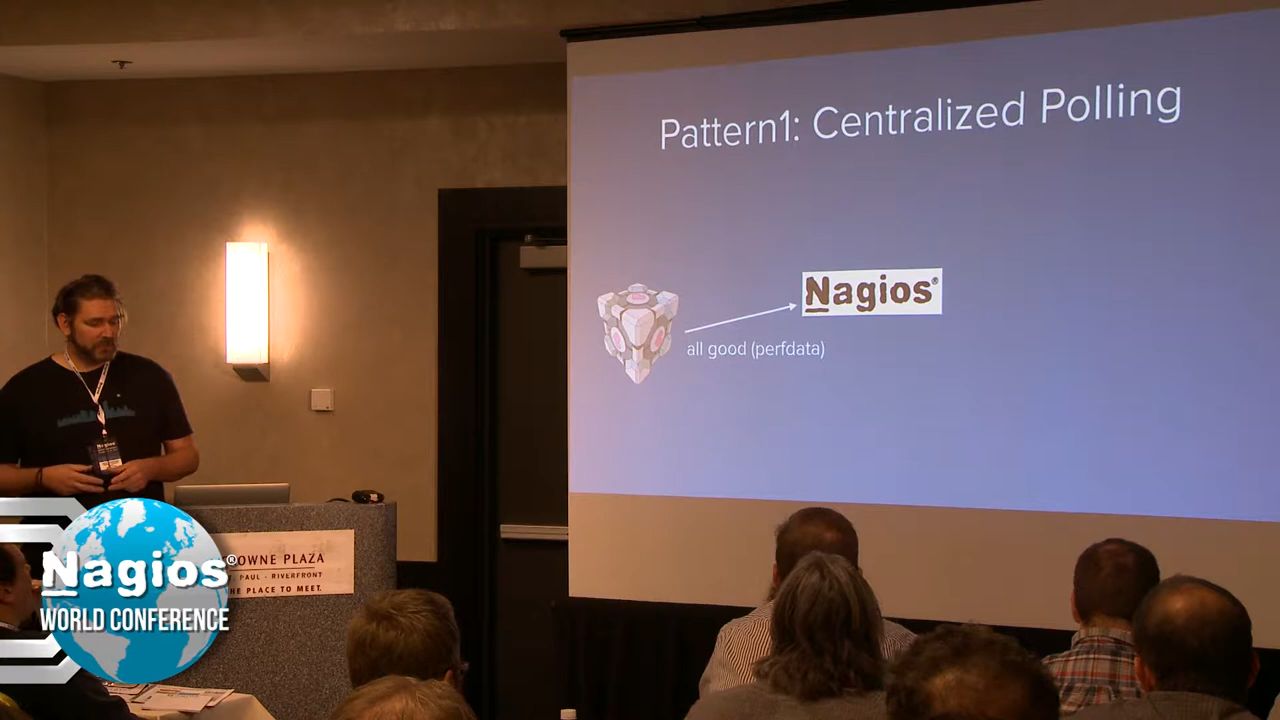 Pattern1: Centralized Polling
Nagios®
all good (perfdata)
OWNE PLAZA
PAUL - RIVERFRONT
HE PLACE TO MEET.
Nagios®
WORLD CONFERENCE